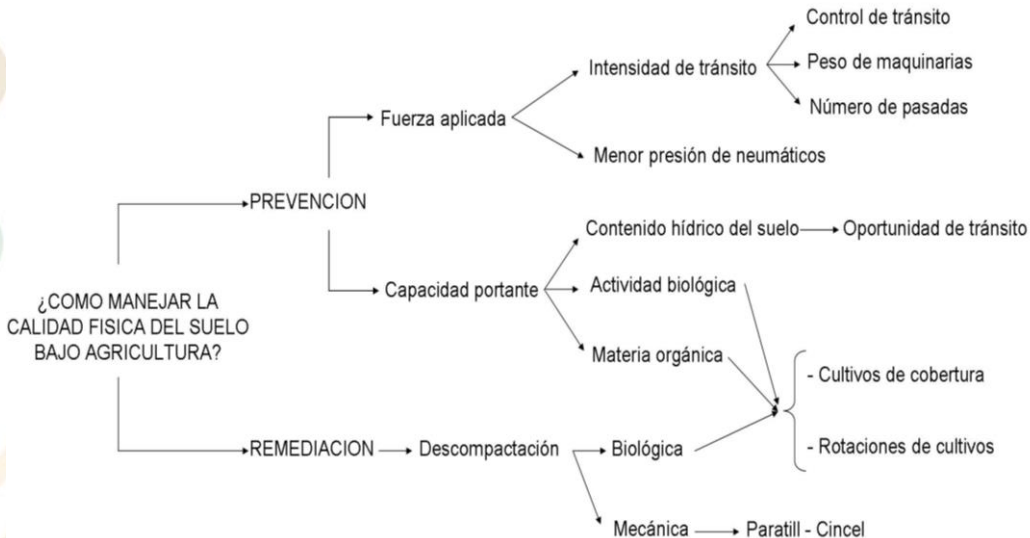 Control de tránsito
Intensidad de tránsito
Peso de maquinarias
Número de pasadas
Fuerza aplicada
Menor presión de neumáticos
PREVENCION
Contenido hídrico del suelo
Oportunidad de tránsito
Capacidad portante
Actividad biológica
¿COMO MANEJAR LA
CALIDAD FISICA DEL SUELO
BAJO AGRICULTURA?
Materia orgánica
- Cultivos de cobertura
REMEDIACION
Descompactación
Biológica
- Rotaciones de cultivos
Mecánica
Paratill - Cincel